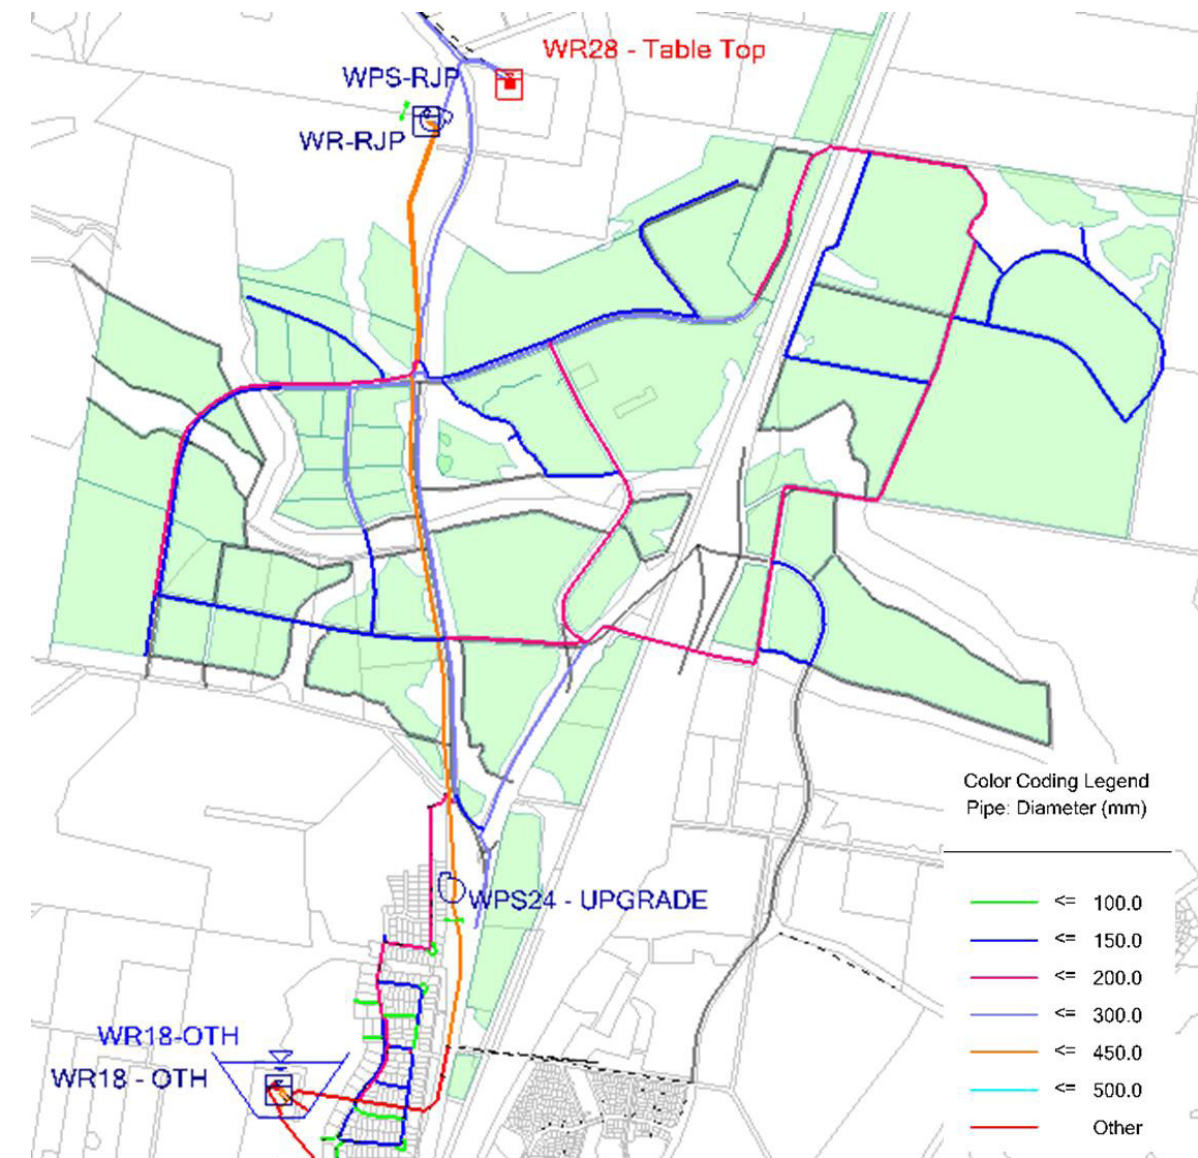 WR28 - Table Top
WPS-RJP
WR-RJP
Color Coding Legend
Pipe: Diameter (mm)
<= 100.0
<= 150.0
<= 200.0
<= 300.0
<= 450.0
<= 500.0
Other
WPS24 - UPGRADE
WR18-OTH
WR18 - OTH